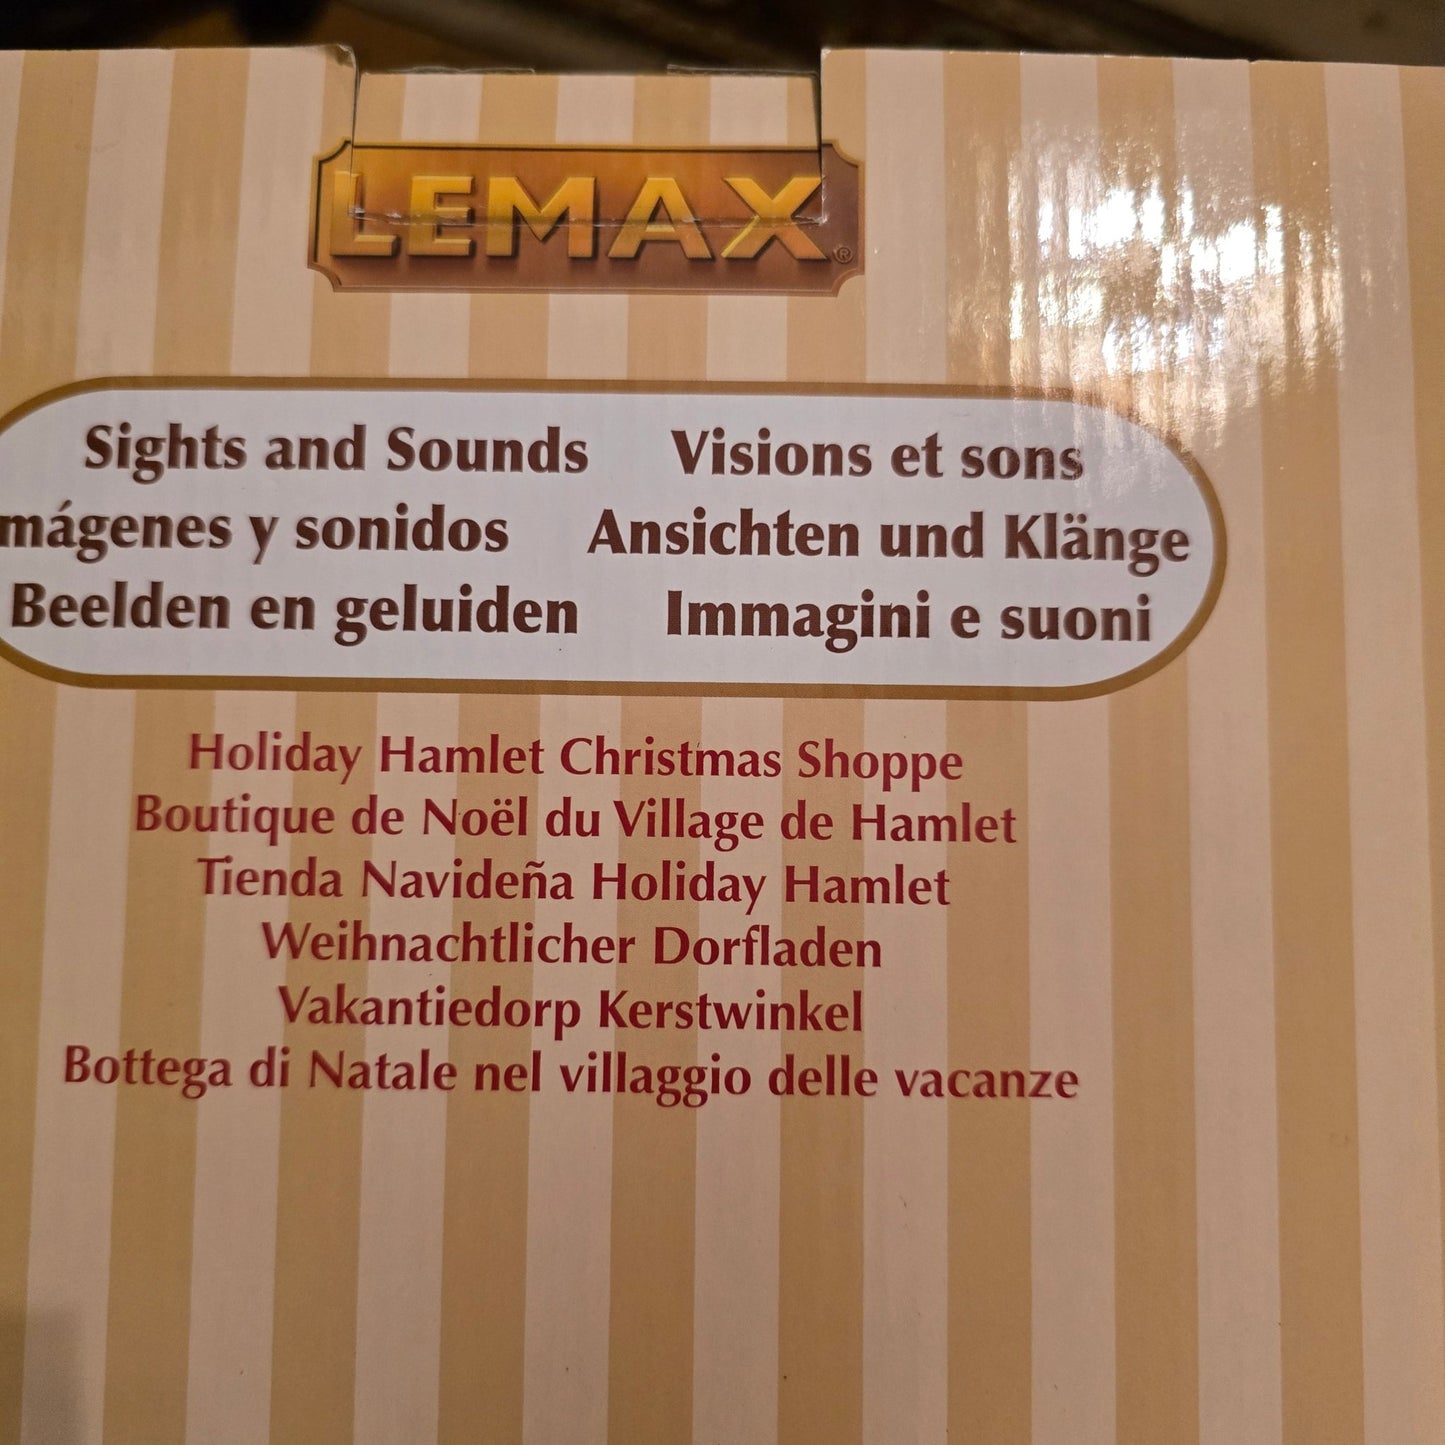 LEMAX®
Sights and Sounds Visions et sons
mágenes y sonidos Ansichten und Klänge
Beelden en geluiden Immagini e suoni
Holiday Hamlet Christmas Shoppe
Boutique de Noël du Village de Hamlet
Tienda Navideña Holiday Hamlet
Weihnachtlicher Dorfladen
Vakantiedorp Kerstwinkel
Bottega di Natale nel villaggio delle vacanze